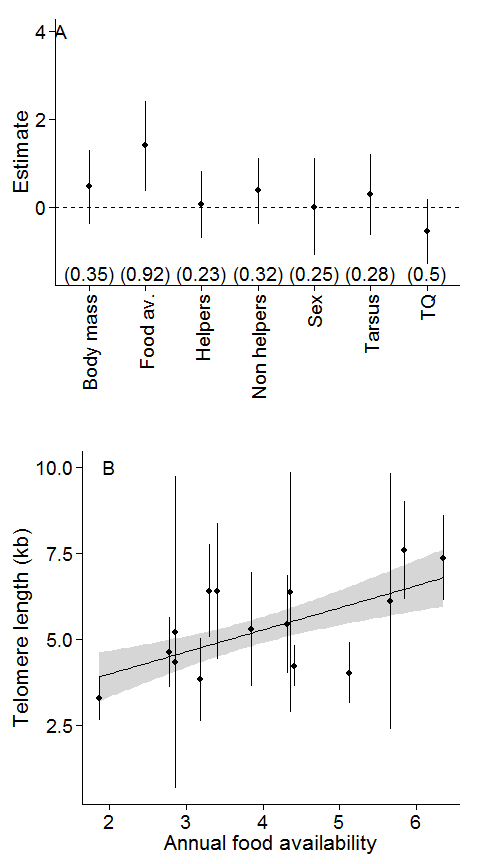 A
4
2
0
Estimate
(0.35) (0.92) (0.23) (0.32) (0.25) (0.28) (0.5)
Body mass
Food av.
Helpers
Non helpers
Sex
Tarsus
TQ
B
10.0
7.5
5.0
2.5
Telomere length (kb)
2 3 4 5 6
Annual food availability